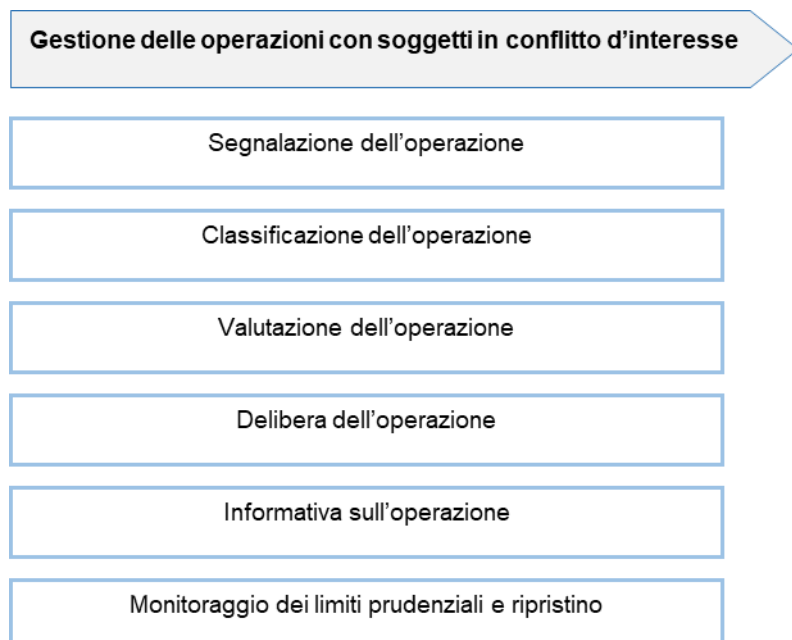 Gestione delle operazioni con soggetti in conflitto d’interesse
Segnalazione dell’operazione
Classificazione dell’operazione
Valutazione dell’operazione
Delibera dell’operazione
Informativa sull’operazione
Monitoraggio dei limiti prudenziali e ripristino